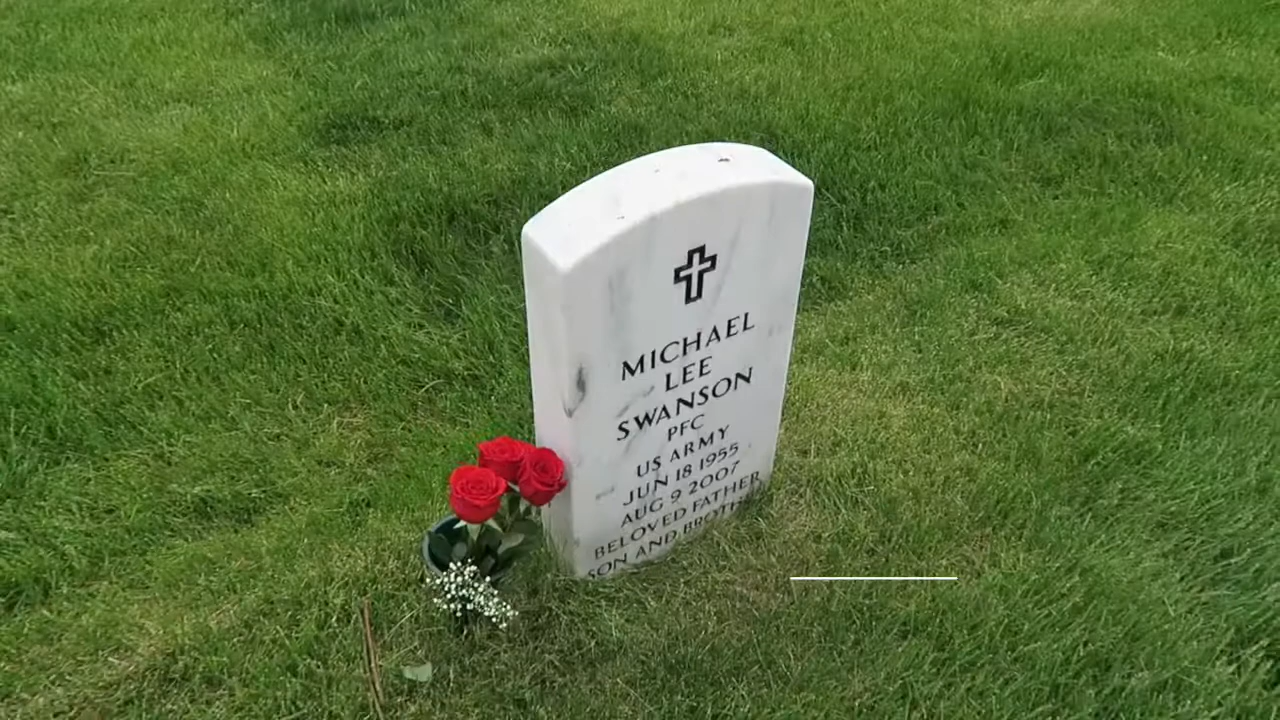 MICHAEL
LEE
SWANSON
PFC
US ARMY
JUN 18 1955
AUG 9 2007
BELOVED FATHER
SON AND